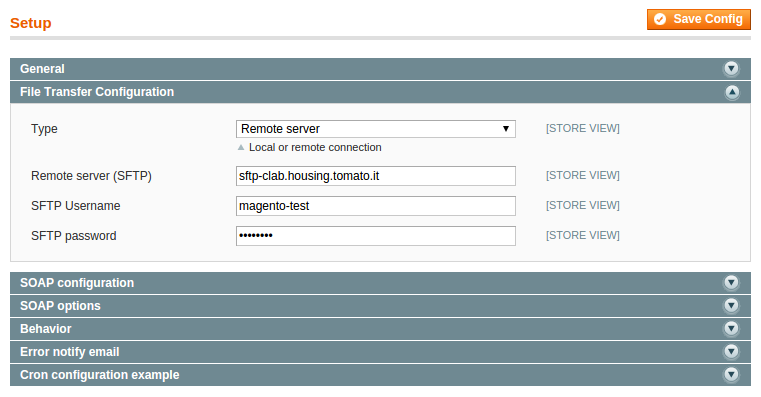 Setup
Save Config
General
File Transfer Configuration
Type Remote server [STORE VIEW]
Local or remote connection
Remote server (SFTP) sftp-clab.housing.tomato.it [STORE VIEW]
SFTP Username magento-test [STORE VIEW]
SFTP password •••••••• [STORE VIEW]
SOAP configuration
SOAP options
Behavior
Error notify email
Cron configuration example